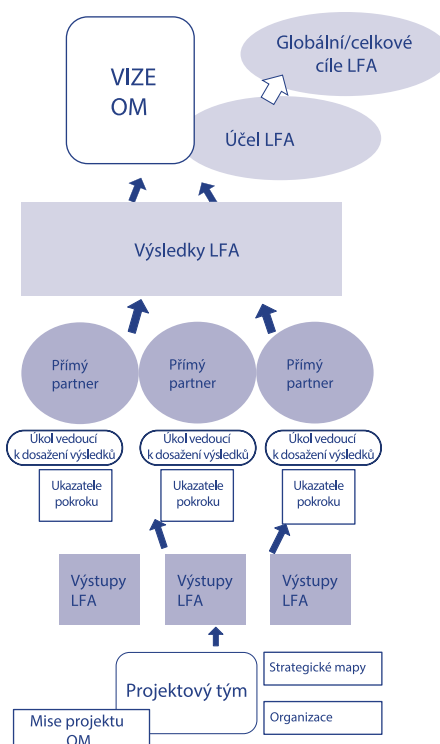 Globální/celkové
cíle LFA
VIZE
OM
Účel LFA
Výsledky LFA
Přímý
partner
Přímý
partner
Přímý
partner
Úkol vedoucí
k dosažení výsledků
Úkol vedoucí
k dosažení výsledků
Úkol vedoucí
k dosažení výsledků
Ukazatele
pokroku
Ukazatele
pokroku
Ukazatele
pokroku
Výstupy
LFA
Výstupy
LFA
Výstupy
LFA
Strategické mapy
Projektový tým
Organizace
Mise projektu
OM